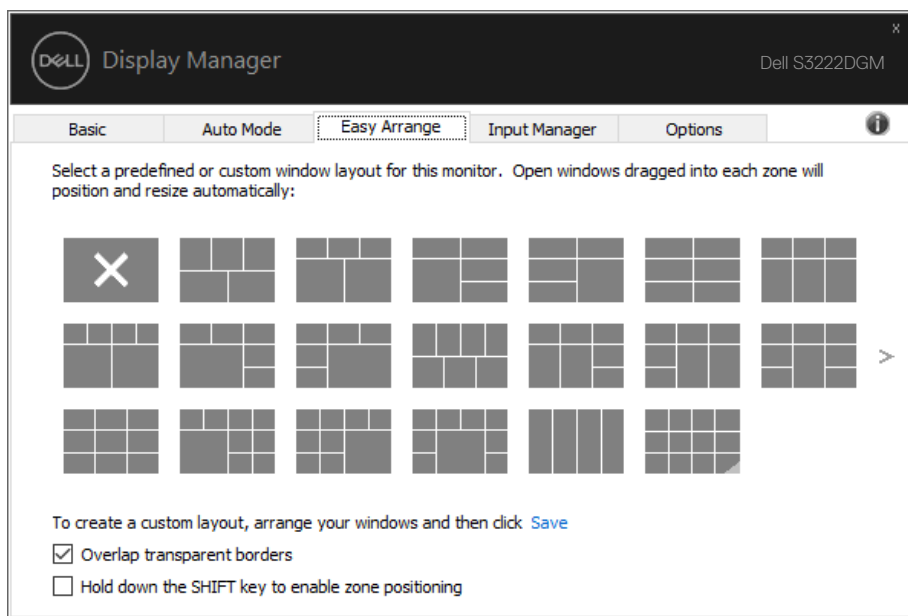 x
DELL
Display Manager
Dell S3222DGM
Basic
Auto Mode
Easy Arrange
Input Manager
Options
i
Select a predefined or custom window layout for this monitor. Open windows dragged into each zone will
position and resize automatically:
>
To create a custom layout, arrange your windows and then click Save
Overlap transparent borders
Hold down the SHIFT key to enable zone positioning